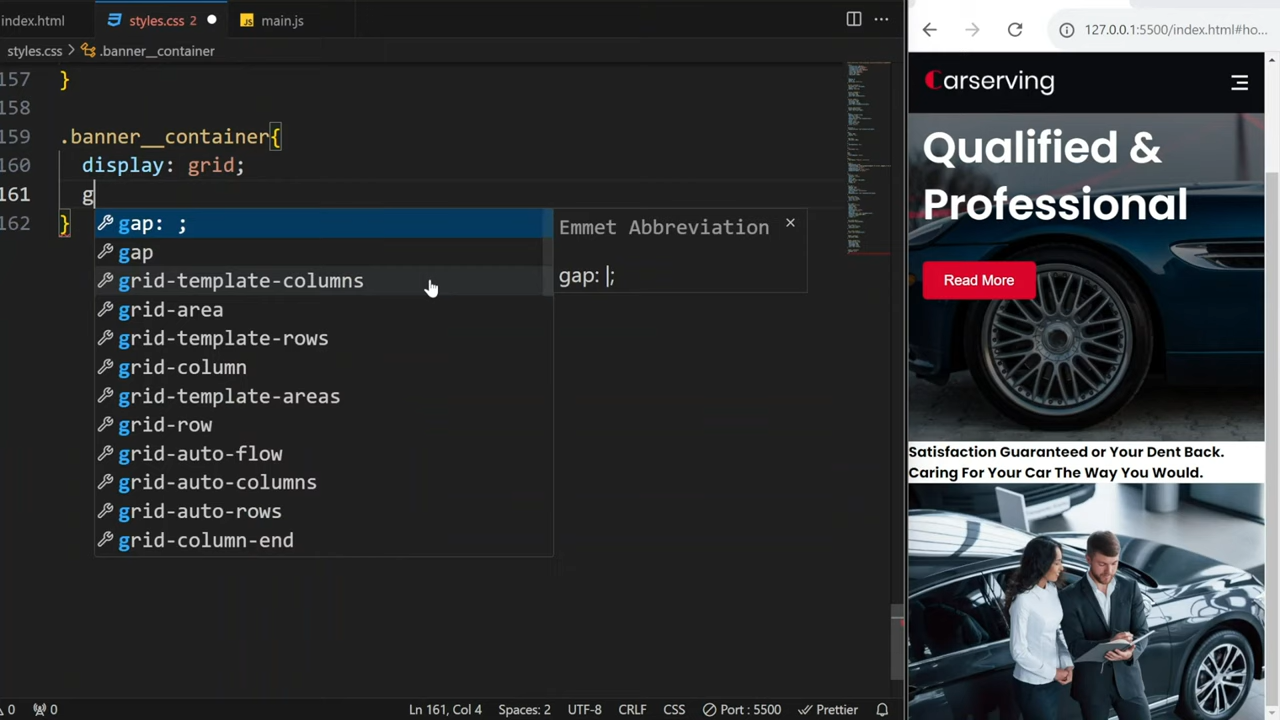 index.html
styles.css 2
JS main.js
styles.css > .banner__container
127.0.0.1:5500/index.html#ho...
157 }
158
159 .banner__container{
160 display: grid;
161 g
162 }
gap: ;
gap
grid-template-columns
grid-area
grid-template-rows
grid-column
grid-template-areas
grid-row
grid-auto-flow
grid-auto-columns
grid-auto-rows
grid-column-end
Emmet Abbreviation
gap: |;
Carserving
Qualified &
Professional
Read More
Satisfaction Guaranteed or Your Dent Back.
Caring For Your Car The Way You Would.
0 0 Ln 161, Col 4 Spaces: 2 UTF-8 CRLF CSS Port : 5500 Prettier